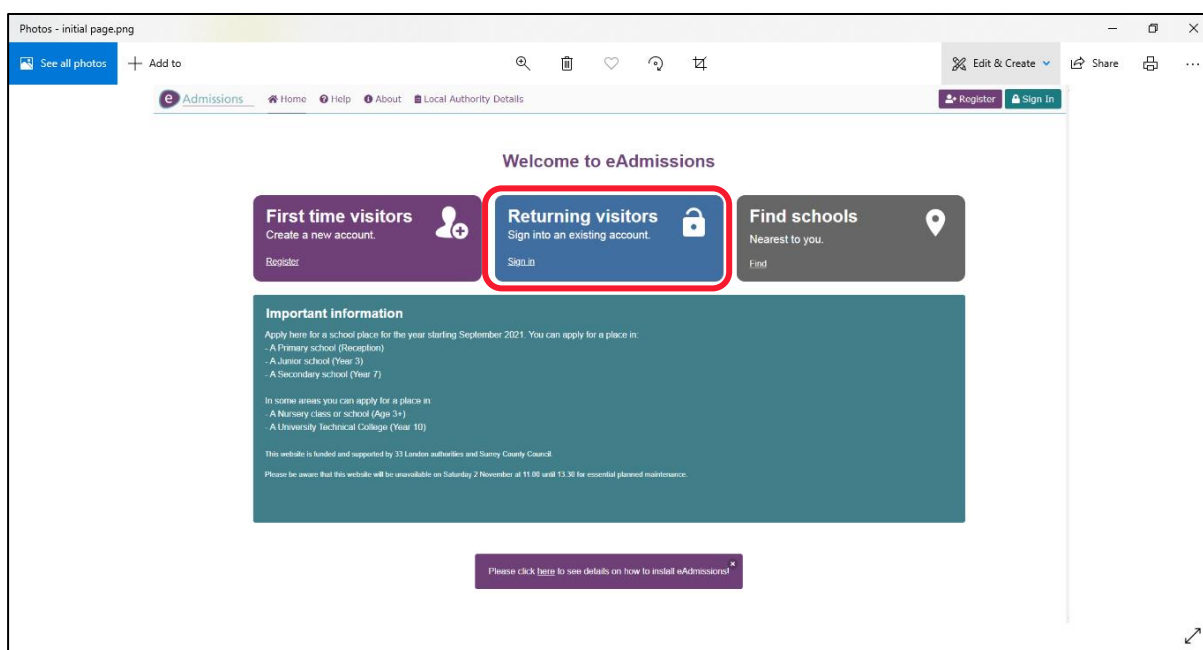 Photos - initial page.png
See all photos
Add to
Edit & Create
Share
e Admissions
Home
Help
About
Local Authority Details
Register
Sign In
Welcome to eAdmissions
First time visitors
Create a new account.
Register
Returning visitors
Sign into an existing account.
Sign in
Find schools
Nearest to you.
Find
Important information
Apply here for a school place for the year starting September 2021. You can apply for a place in:
- A Primary school (Reception)
- A Junior school (Year 3)
- A Secondary school (Year 7)
In some areas you can apply for a place in:
- A Nursery class or school (Age 3+)
- A University Technical College (Year 10)
This website is funded and supported by 33 London authorities and Surrey County Council.
Please be aware that this website will be unavailable on Saturday 2 November at 11.00 until 13.30 for essential planned maintenance.
Please click here to see details on how to install eAdmissions!